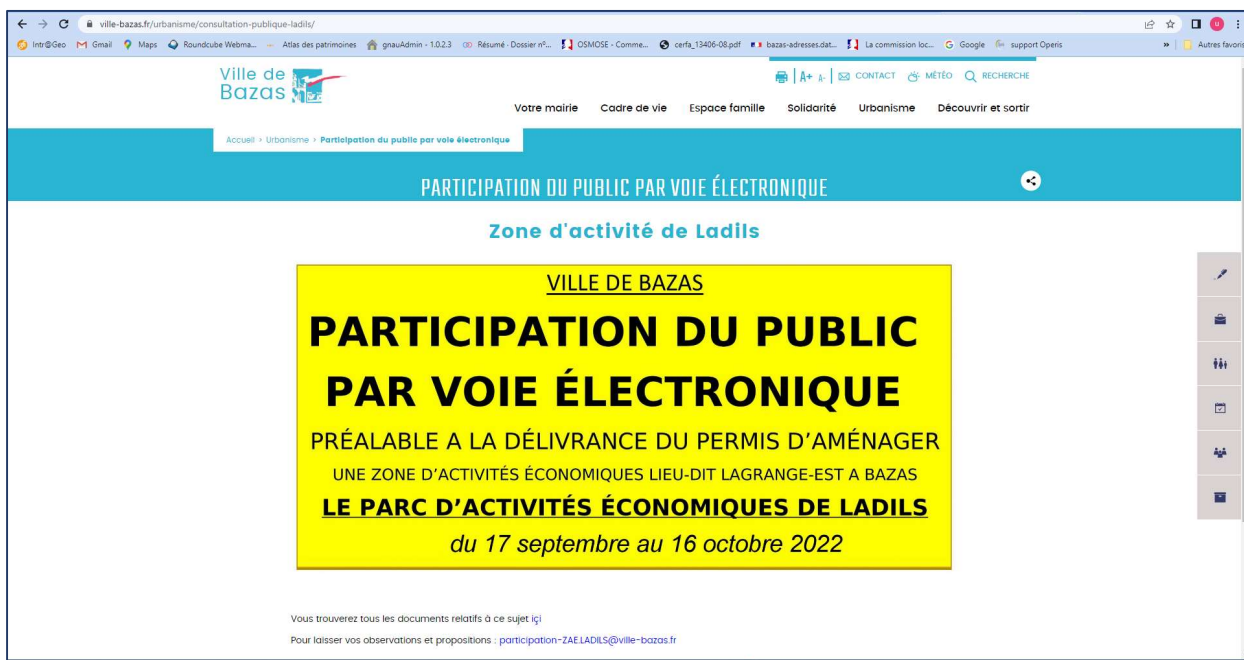 ville-bazas.fr/urbanisme/consultation-publique-ladils/
Intr@Geo Gmail Maps Roundcube Webma... Atlas des patrimoines gnauAdmin - 1.0.2.3 Résumé - Dossier n°... OSMOSE - Comme... cerfa_13406-08.pdf bazas-adresses.dat... La commission loc... Google support Operis » Autres favoris
Ville de
Bazas
A+ A- CONTACT MÉTÉO RECHERCHE
Votre mairie Cadre de vie Espace famille Solidarité Urbanisme Découvrir et sortir
Accueil > Urbanisme > Participation du public par voie électronique
PARTICIPATION DU PUBLIC PAR VOIE ÉLECTRONIQUE
Zone d'activité de Ladils
VILLE DE BAZAS
PARTICIPATION DU PUBLIC
PAR VOIE ÉLECTRONIQUE
PRÉALABLE A LA DÉLIVRANCE DU PERMIS D'AMÉNAGER
UNE ZONE D'ACTIVITÉS ÉCONOMIQUES LIEU-DIT LAGRANGE-EST A BAZAS
LE PARC D'ACTIVITÉS ÉCONOMIQUES DE LADILS
du 17 septembre au 16 octobre 2022
Vous trouverez tous les documents relatifs à ce sujet içi
Pour laisser vos observations et propositions : participation-ZAE.LADILS@ville-bazas.fr